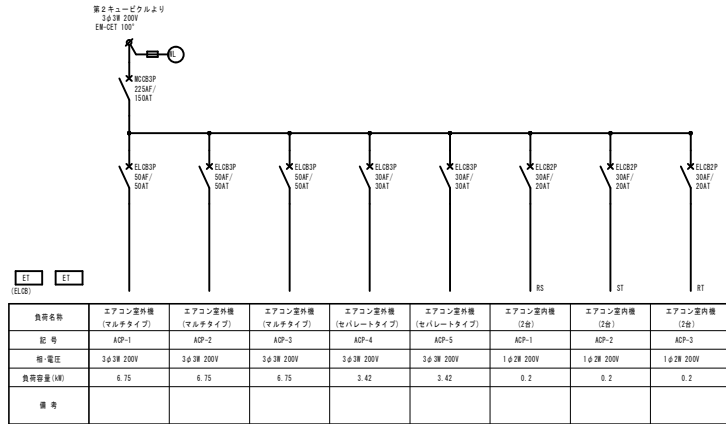 第2キュービクルより
3φ3W 200V
EM-CET 100°
WL
MCCB3P
225AF/
150AT
ELCB3P
50AF/
50AT
ELCB3P
50AF/
50AT
ELCB3P
50AF/
50AT
ELCB3P
30AF/
30AT
ELCB3P
30AF/
30AT
ELCB2P
30AF/
20AT
ELCB2P
30AF/
20AT
ELCB2P
30AF/
20AT
ET ET
(ELCB)
RS ST RT
負荷名称 エアコン室外機 (マルチタイプ) エアコン室外機 (マルチタイプ) エアコン室外機 (マルチタイプ) エアコン室外機 (セパレートタイプ) エアコン室外機 (セパレートタイプ) エアコン室内機 (2台) エアコン室内機 (2台) エアコン室内機 (2台)
記 号 ACP-1 ACP-2 ACP-3 ACP-4 ACP-5 ACP-1 ACP-2 ACP-3
相・電圧 3φ3W 200V 3φ3W 200V 3φ3W 200V 3φ3W 200V 3φ3W 200V 1φ2W 200V 1φ2W 200V 1φ2W 200V
負荷容量(kW) 6.75 6.75 6.75 3.42 3.42 0.2 0.2 0.2
備 考